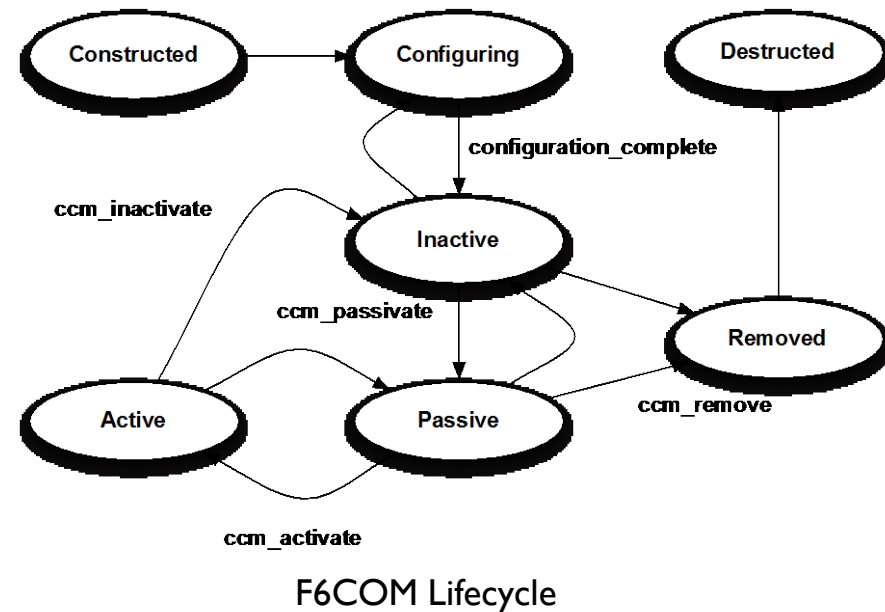 Constructed
Configuring
Destructed
configuration_complete
ccm_inactivate
Inactive
ccm_passivate
Removed
ccm_remove
Active
Passive
ccm_activate
F6COM Lifecycle